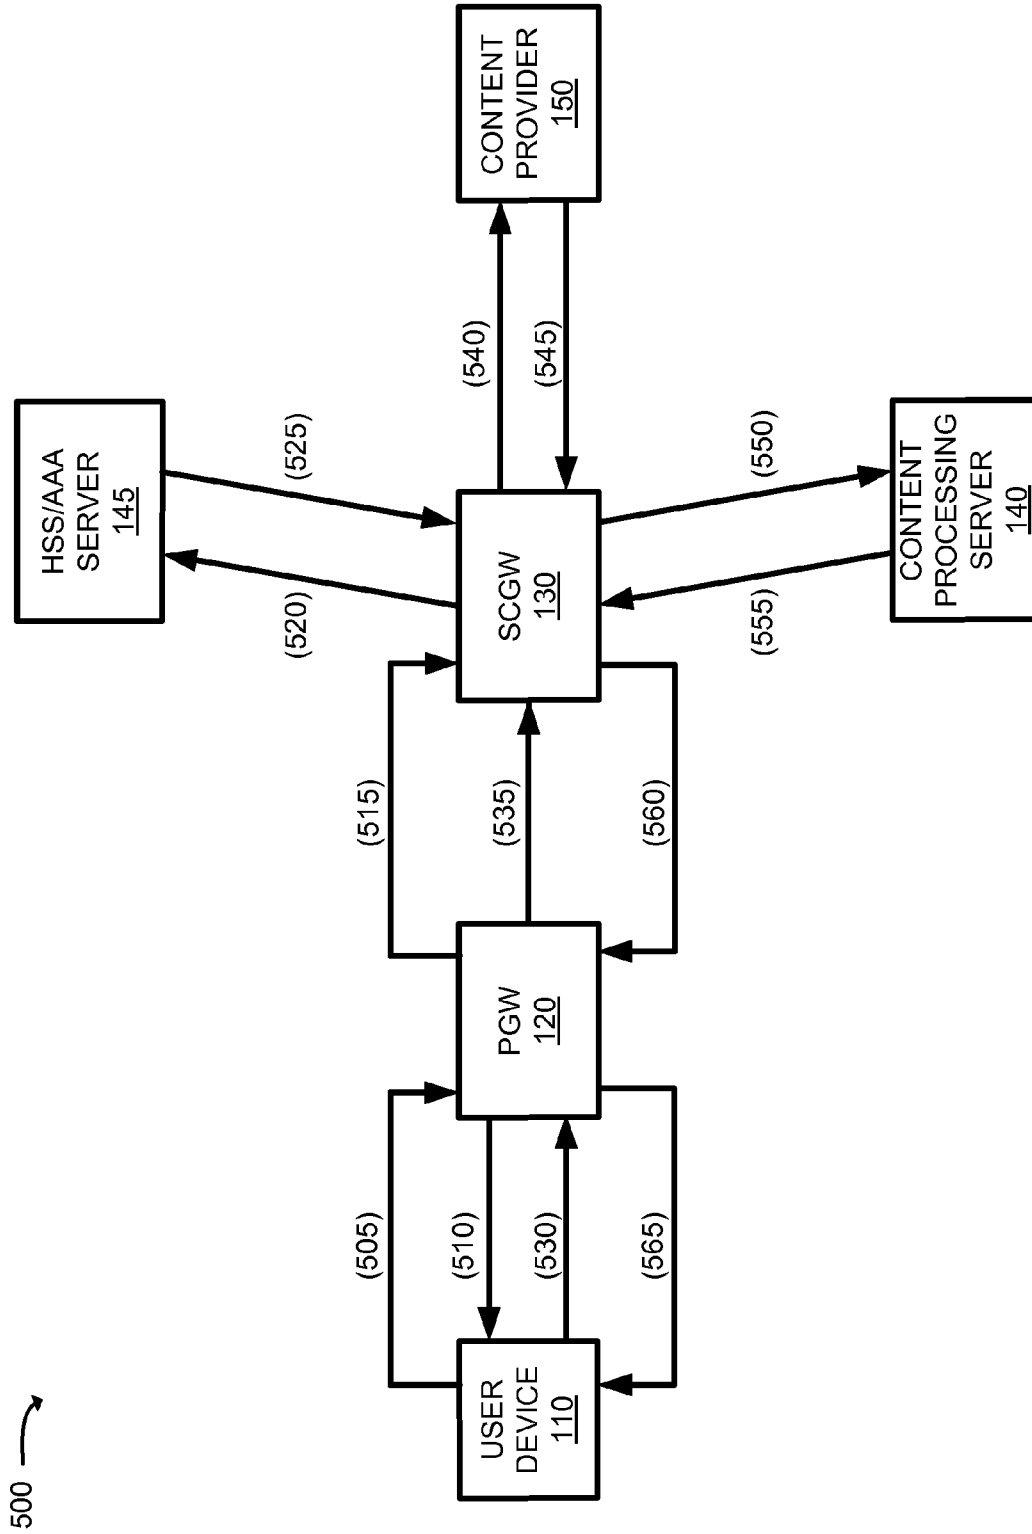 500
USER
DEVICE
110
(505)
(510)
(530)
(565)
PGW
120
(515)
(535)
(560)
SCGW
130
HSS/AAA
SERVER
145
(520)
(525)
(540)
(545)
CONTENT
PROVIDER
150
(550)
(555)
CONTENT
PROCESSING
SERVER
140